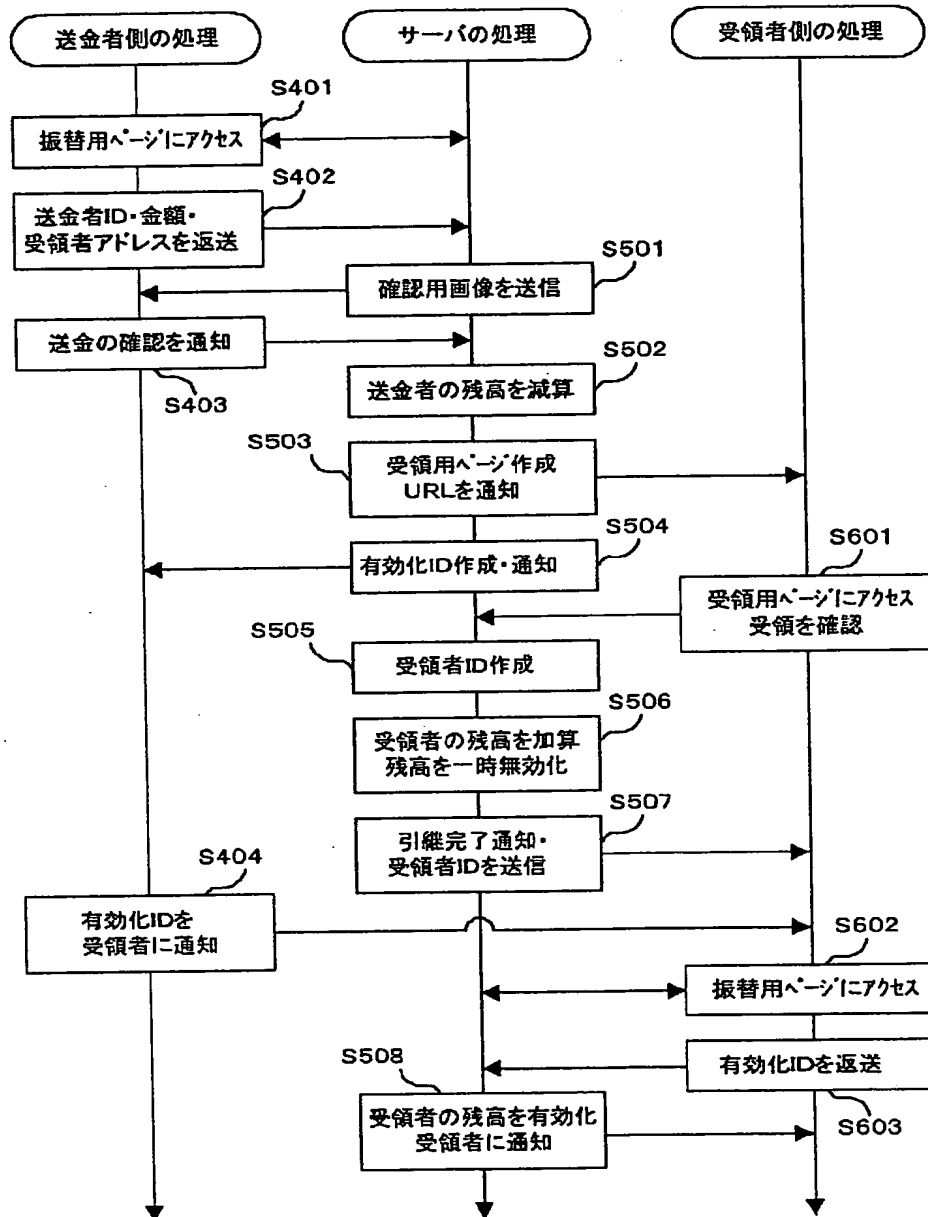 送金者側の処理
サーバの処理
受領者側の処理
S401
振替用ページにアクセス
S402
送金者ID・金額・
受領者アドレスを返送
S501
確認用画像を送信
送金の確認を通知
S403
S502
送金者の残高を減算
S503
受領用ページ作成
URLを通知
S504
有効化ID作成・通知
S601
受領用ページにアクセス
受領を確認
S505
受領者ID作成
S506
受領者の残高を加算
残高を一時無効化
S507
引継完了通知・
受領者IDを送信
S404
有効化IDを
受領者に通知
S602
振替用ページにアクセス
有効化IDを返送
S603
S508
受領者の残高を有効化
受領者に通知